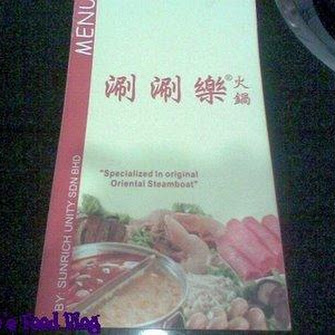 MENU
涮涮樂®火鍋
"Specialized In original
Oriental Steamboat"
BY: SUNRICH UNITY SDN BHD
's Food Blog